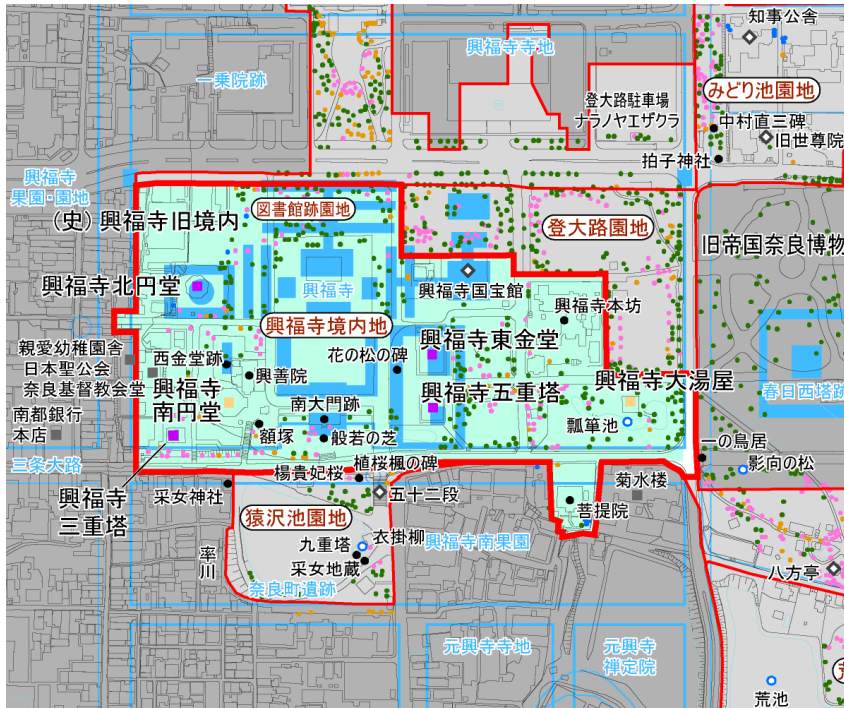 知事公舎
興福寺寺地
一乗院跡
みどり池園地
登大路駐車場
ナラノヤエザクラ
中村直三碑
旧世尊院
拍子神社
興福寺
果園・園地
(史)興福寺旧境内
図書館跡園地
登大路園地
旧帝国奈良博物
興福寺北円堂
興福寺
興福寺国宝館
興福寺本坊
興福寺境内地
興福寺東金堂
親愛幼稚園舎
日本聖公会
奈良基督教会堂
西金堂跡
花の松の碑
興善院
興福寺
南円堂
興福寺五重塔
興福寺大湯屋
春日西塔跡
南都銀行
本店
南大門跡
額塚
般若の芝
瓢箪池
一の鳥居
影向の松
三条大路
楊貴妃桜
植桜楓の碑
菊水楼
興福寺
三重塔
采女神社
五十二段
菩提院
猿沢池園地
衣掛柳
興福寺南果園
率川
九重塔
采女地蔵
奈良町遺跡
八方亭
元興寺寺地
元興寺
禅定院
荒
荒池